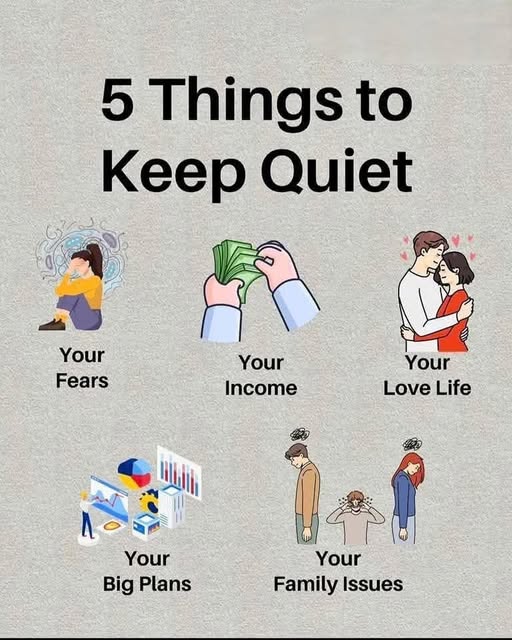 5 Things to
Keep Quiet
Your
Fears
Your
Income
Your
Love Life
Your
Big Plans
Your
Family Issues